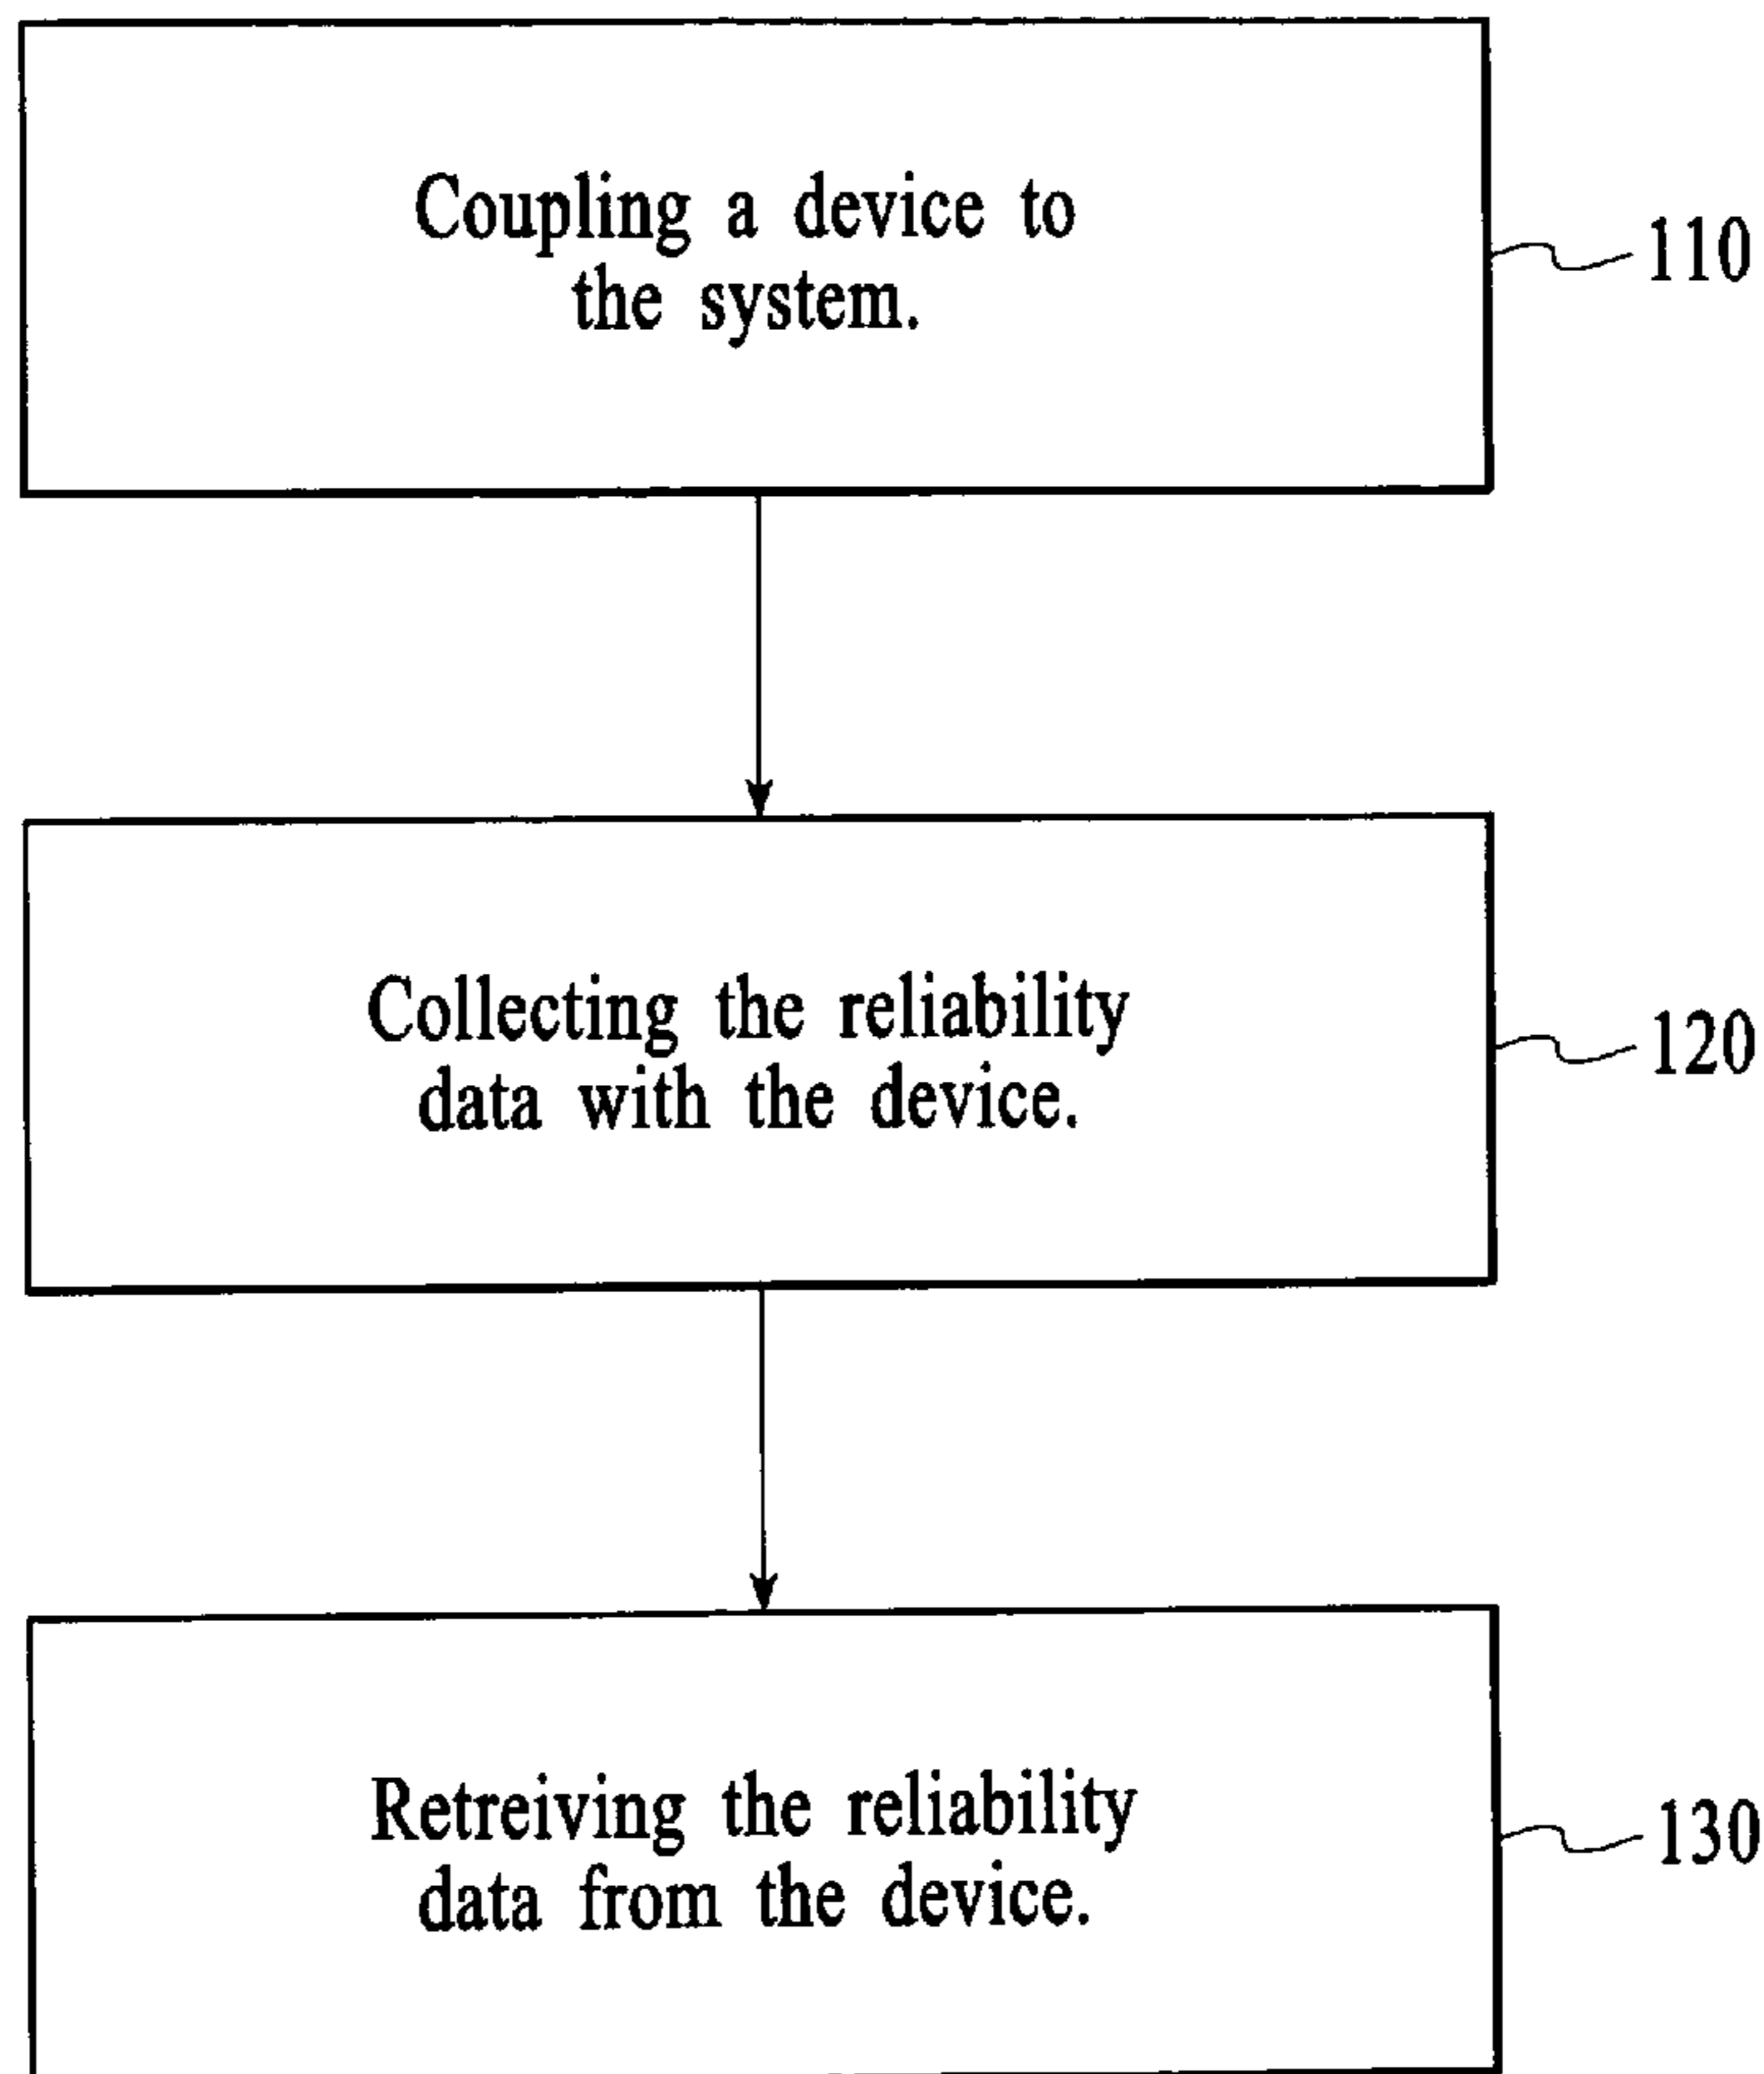 Coupling a device to
the system.
110
Collecting the reliability
data with the device.
120
Retreiving the reliability
data from the device.
130